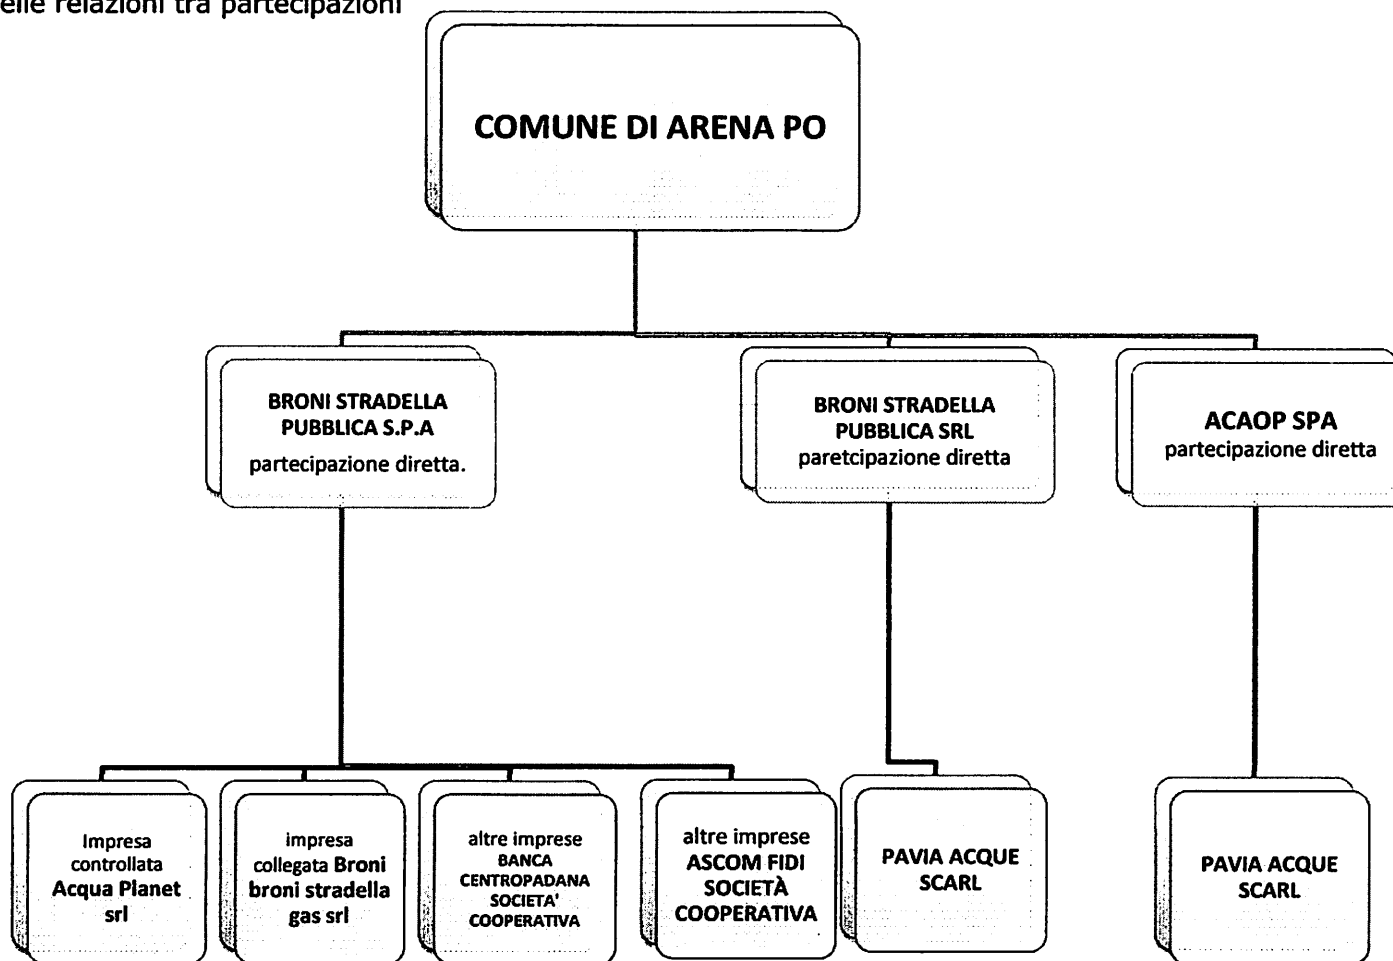 elle relazioni tra partecipazioni
COMUNE DI ARENA PO
BRONI STRADELLA
PUBBLICA S.P.A
partecipazione diretta.
BRONI STRADELLA
PUBBLICA SRL
paretcipazione diretta
ACAOP SPA
partecipazione diretta
Impresa
controllata
Acqua Planet
srl
impresa
collegata Broni
broni stradella
gas srl
altre imprese
BANCA
CENTROPADANA
SOCIETA'
COOPERATIVA
altre imprese
ASCOM FIDI
SOCIETÀ
COOPERATIVA
PAVIA ACQUE
SCARL
PAVIA ACQUE
SCARL